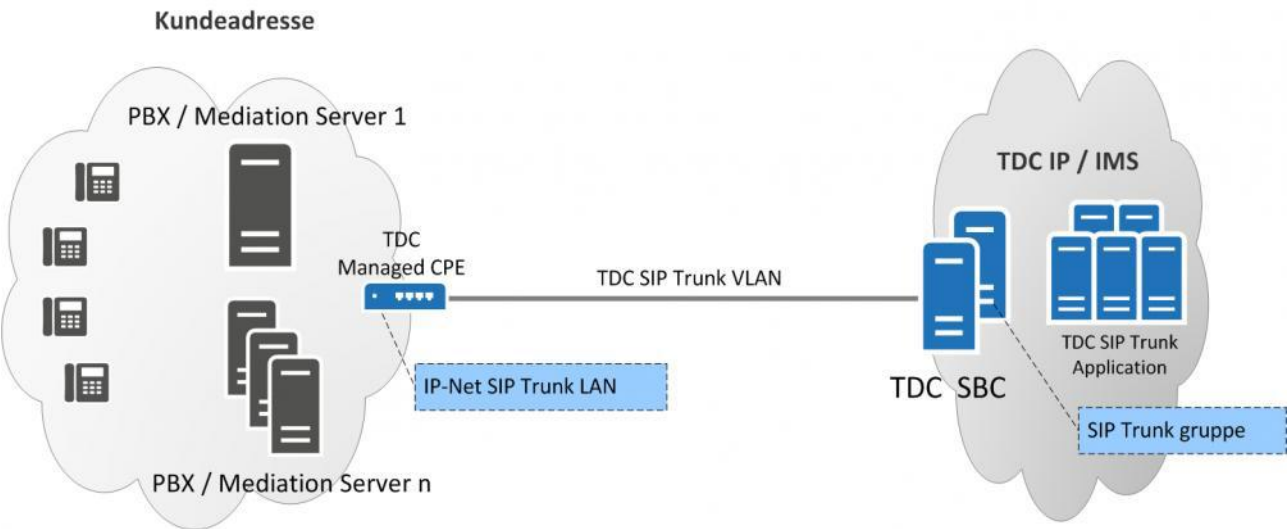 Kundeadresse
PBX / Mediation Server 1
TDC
Managed CPE
IP-Net SIP Trunk LAN
PBX / Mediation Server n
TDC SIP Trunk VLAN
TDC IP / IMS
TDC SIP Trunk
Application
TDC SBC
SIP Trunk gruppe